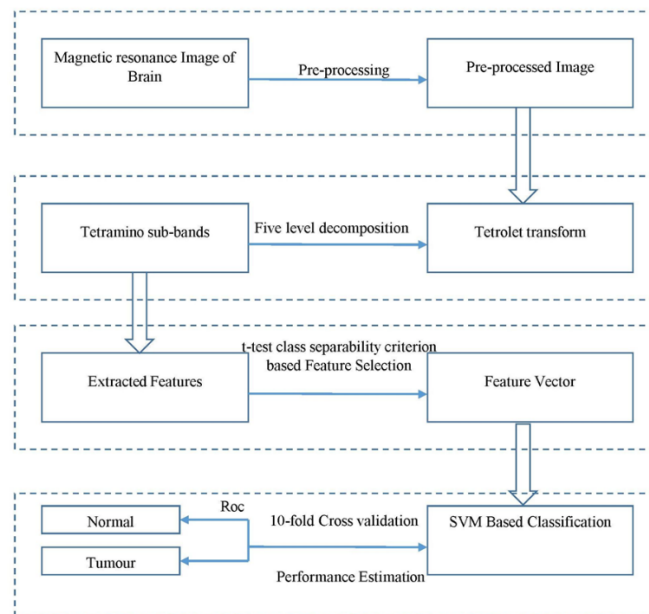 Magnetic resonance Image of
Brain
Pre-processing
Pre-processed Image
Tetramino sub-bands
Five level decomposition
Tetrolet transform
Extracted Features
t-test class separability criterion
based Feature Selection
Feature Vector
Normal
Tumour
Roc
10-fold Cross validation
Performance Estimation
SVM Based Classification